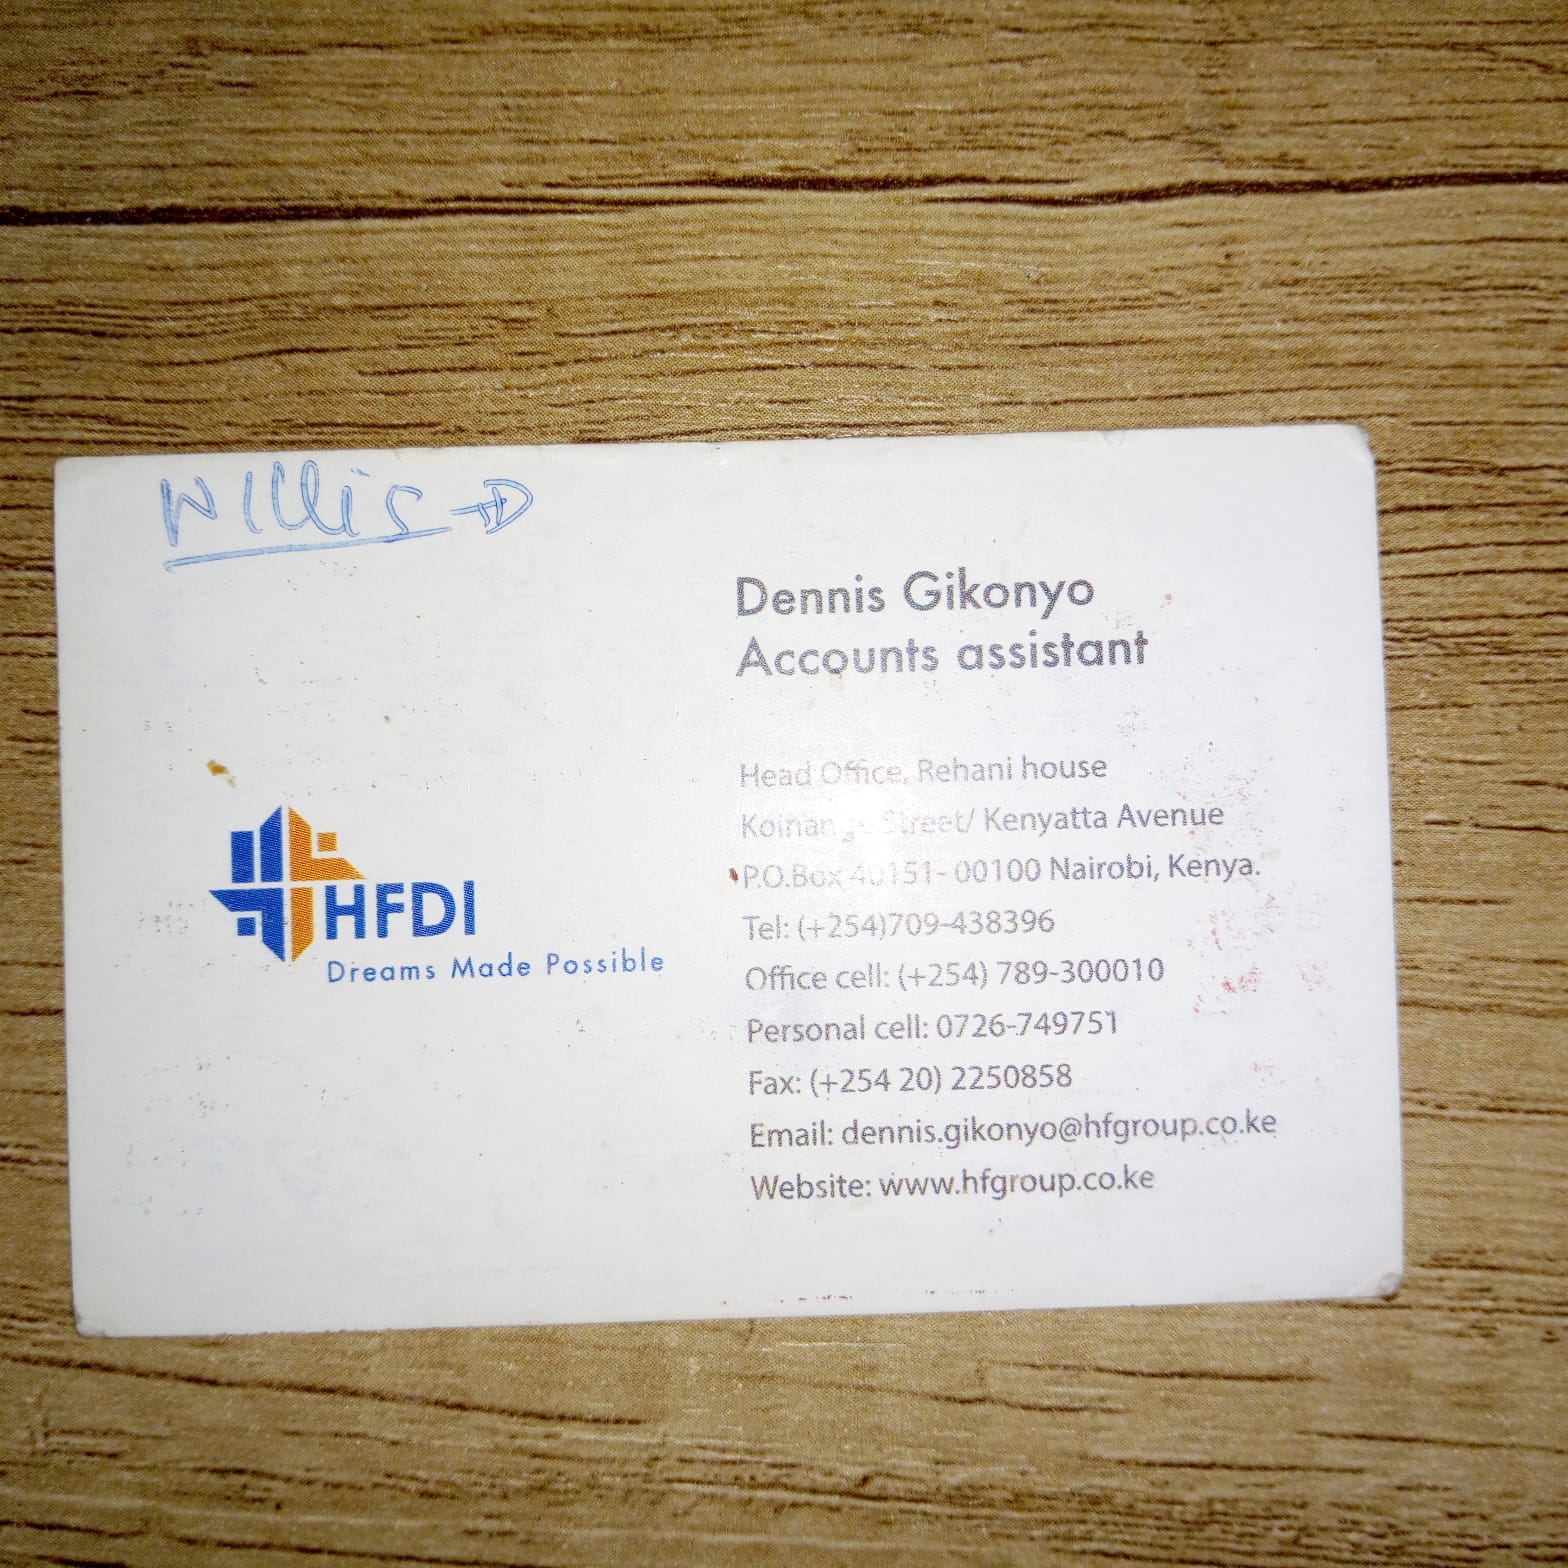 Willis
Dennis Gikonyo
Accounts assistant
Head Office, Rehani house
Street/ Kenyatta Avenue
P.O.Box 40151- 00100 Nairobi, Kenya.
Tel: (+254)709-438396
Office cell: (+254) 789-300010
Personal cell: 0726-749751
Fax: (+254 20) 2250858
Email: dennis.gikonyo@hfgroup.co.ke
Website: www.hfgroup.co.ke
HFDI
Dreams Made Possible